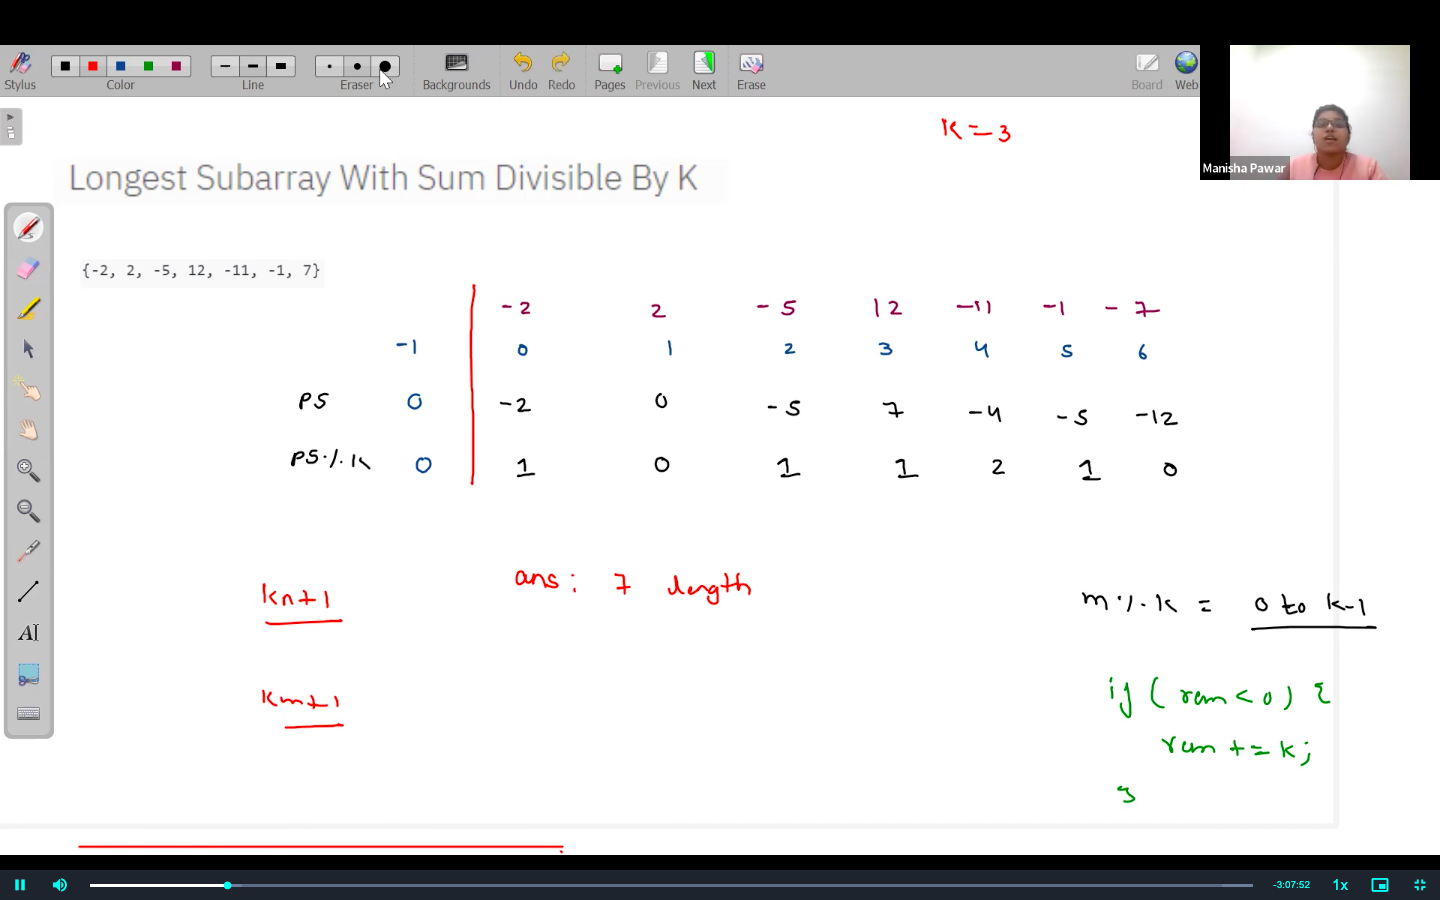 Stylus
Color
Line
Eraser
Backgrounds
Undo
Redo
Pages
Previous
Next
Erase
Board
Web
Manisha Pawar
K = 3
Longest Subarray With Sum Divisible By K
{-2, 2, -5, 12, -11, -1, 7}
-2 2 -5 12 -11 -1 -7
-1 0 1 2 3 4 5 6
PS 0 -2 0 -5 7 -4 -5 -12
PS%K 0 1 0 1 1 2 1 0
ans: 7 length
kn+1
m%k = 0 to k-1
km+1
if (rem<0) {
rem += k;
}
AI
-3:07:52
1x